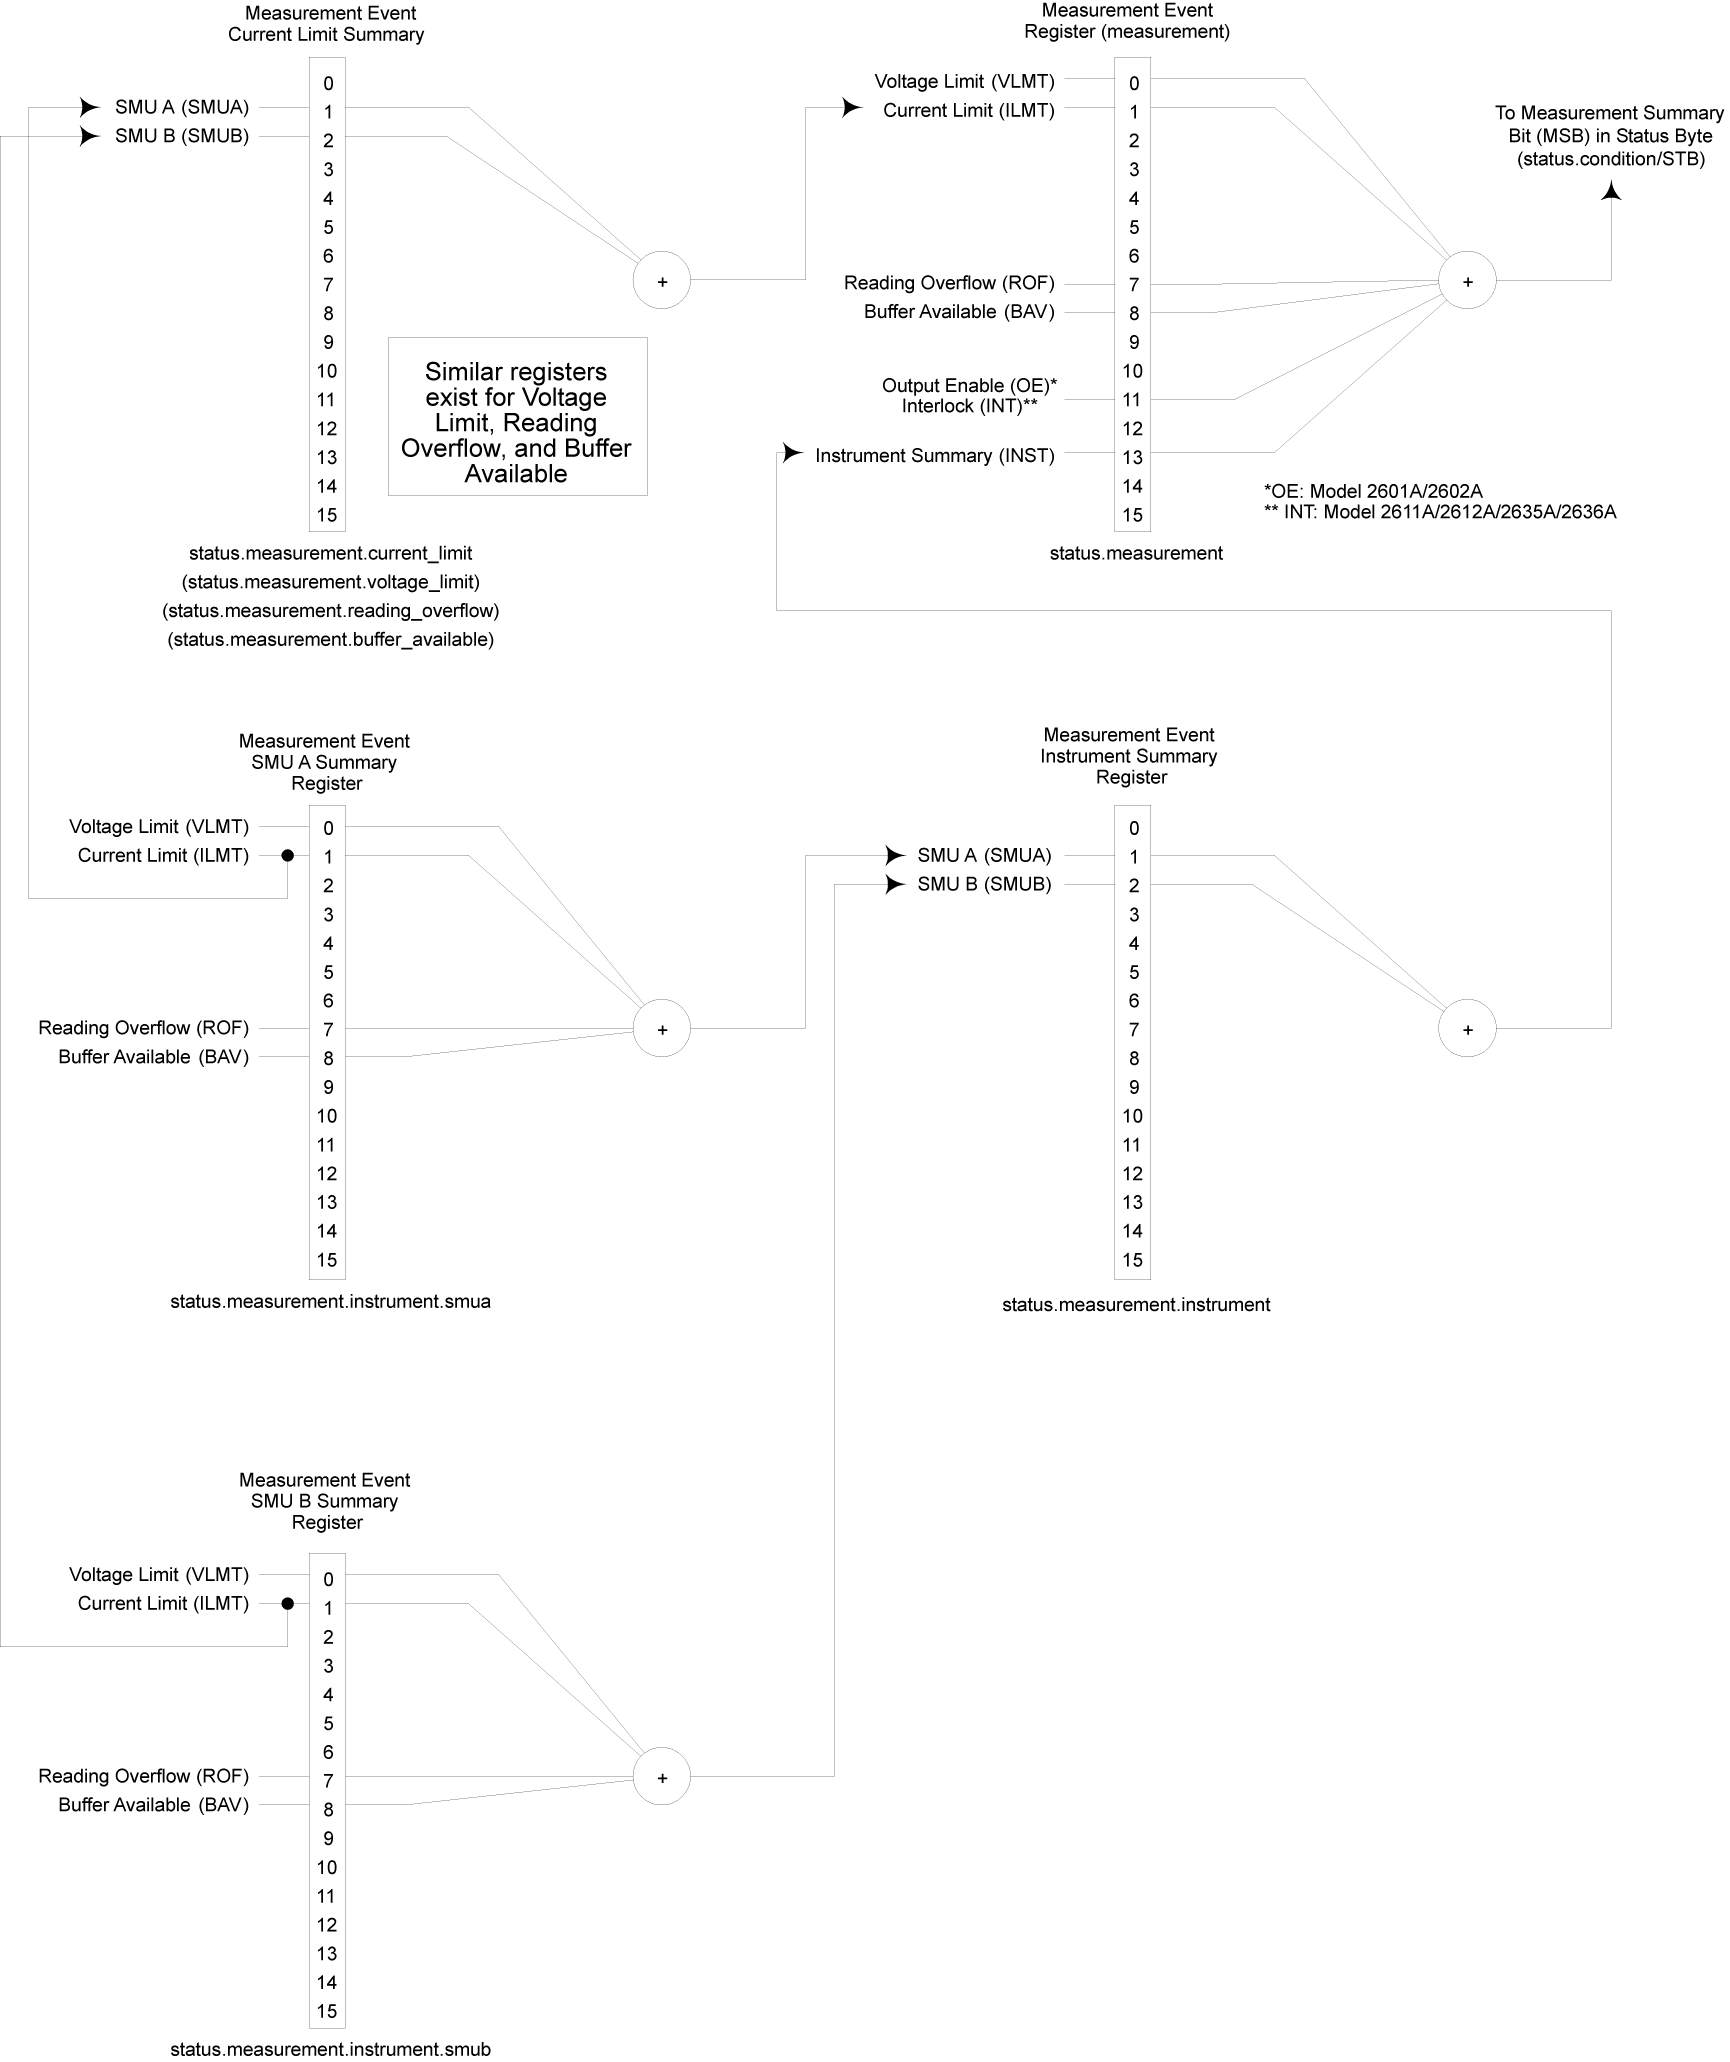 Measurement Event
Current Limit Summary
0
SMU A (SMUA) 1
SMU B (SMUB) 2
3
4
5
6
7
8
9
10
11
12
13
14
15
+
Similar registers
exist for Voltage
Limit, Reading
Overflow, and Buffer
Available
status.measurement.current_limit
(status.measurement.voltage_limit)
(status.measurement.reading_overflow)
(status.measurement.buffer_available)
Measurement Event
Register (measurement)
Voltage Limit (VLMT) 0
Current Limit (ILMT) 1
2
3
4
5
6
Reading Overflow (ROF) 7
Buffer Available (BAV) 8
9
10
Output Enable (OE)*
Interlock (INT)** 11
12
Instrument Summary (INST) 13
14
15
+
To Measurement Summary
Bit (MSB) in Status Byte
(status.condition/STB)
*OE: Model 2601A/2602A
** INT: Model 2611A/2612A/2635A/2636A
status.measurement
Measurement Event
SMU A Summary
Register
Voltage Limit (VLMT) 0
Current Limit (ILMT) 1
2
3
4
5
6
Reading Overflow (ROF) 7
Buffer Available (BAV) 8
9
10
11
12
13
14
15
+
status.measurement.instrument.smua
Measurement Event
Instrument Summary
Register
0
SMU A (SMUA) 1
SMU B (SMUB) 2
3
4
5
6
7
8
9
10
11
12
13
14
15
+
status.measurement.instrument
Measurement Event
SMU B Summary
Register
Voltage Limit (VLMT) 0
Current Limit (ILMT) 1
2
3
4
5
6
Reading Overflow (ROF) 7
Buffer Available (BAV) 8
9
10
11
12
13
14
15
+
status.measurement.instrument.smub